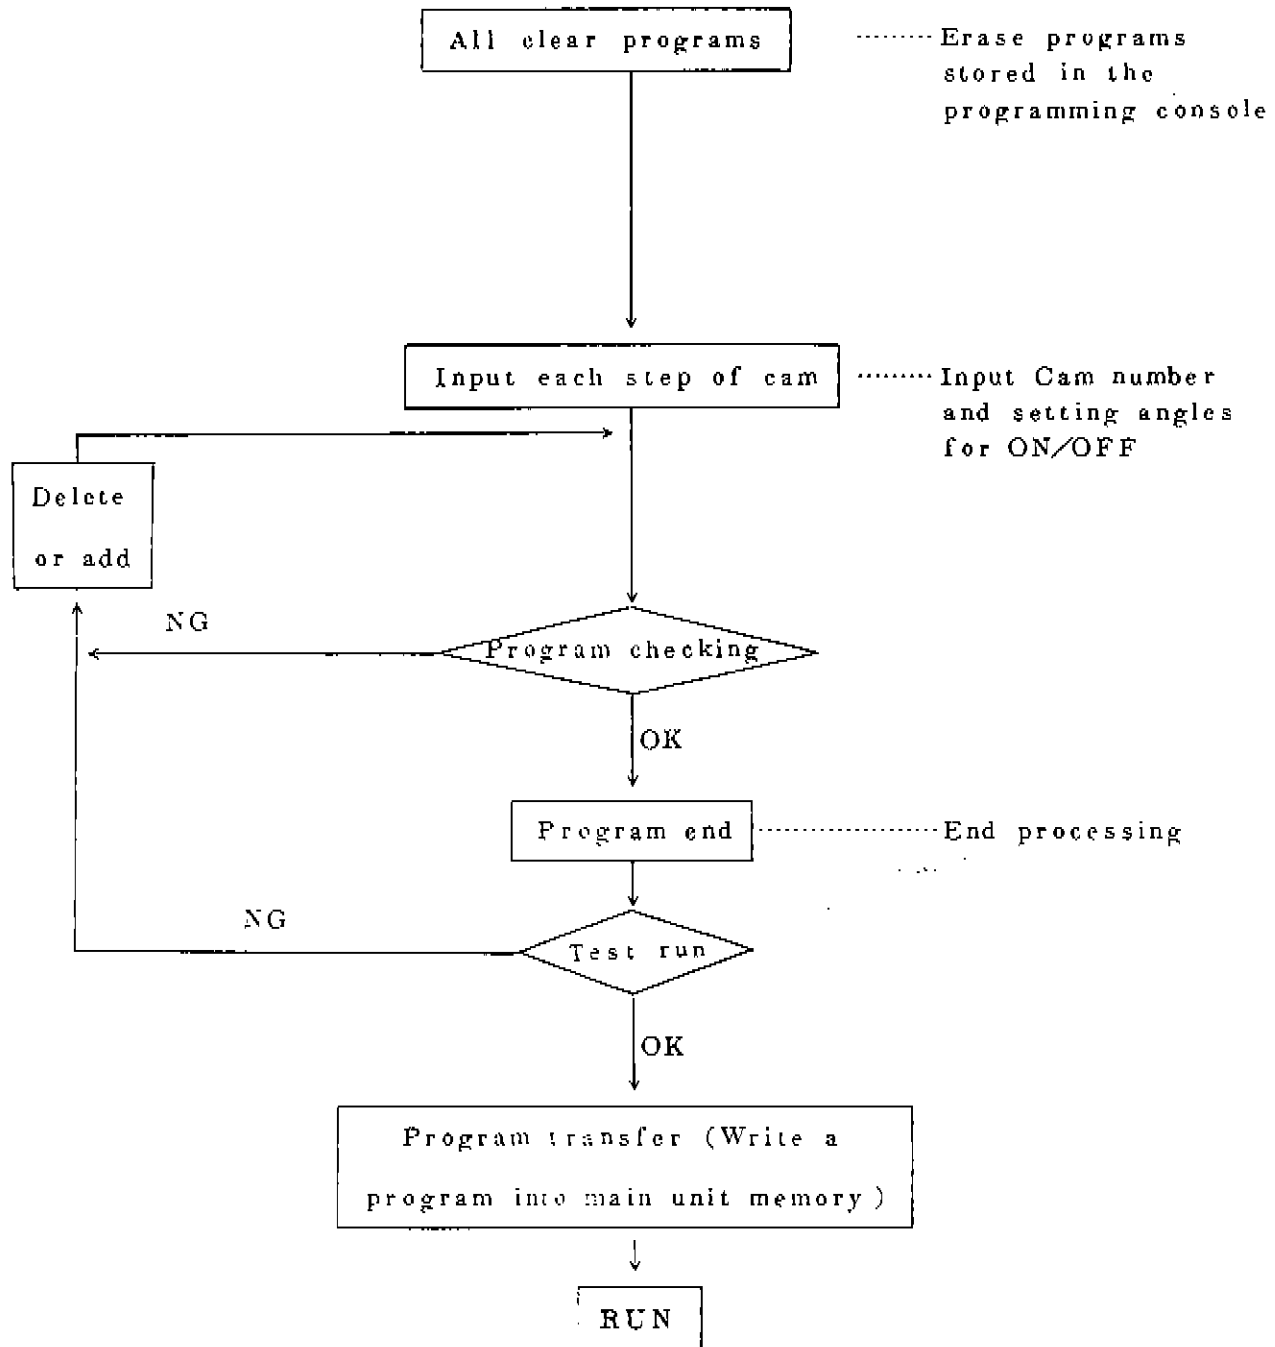 All clear programs
Erase programs
stored in the
programming console
Input each step of cam
Input Cam number
and setting angles
for ON/OFF
Delete
or add
NG
Program checking
OK
Program end
End processing
NG
Test run
OK
Program transfer (Write a
program into main unit memory)
RUN